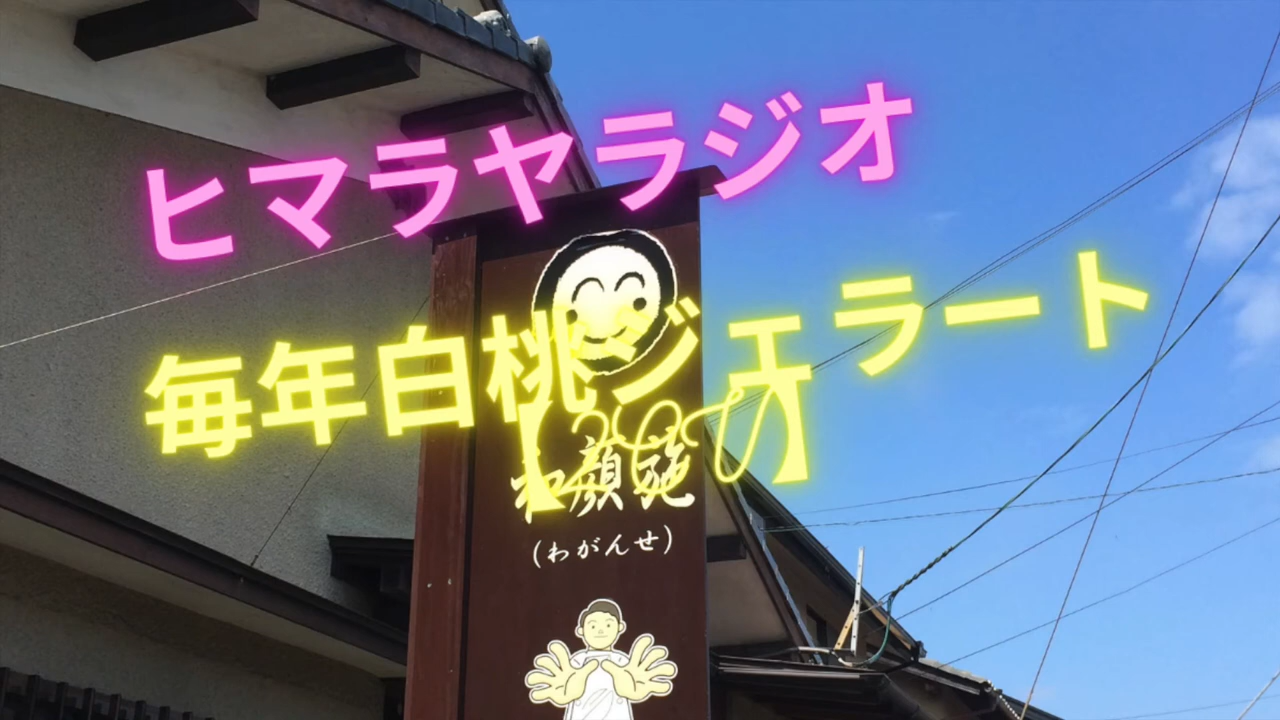 ヒマラヤラジオ
毎年白桃ジェラート
和顔施
(わがんせ)